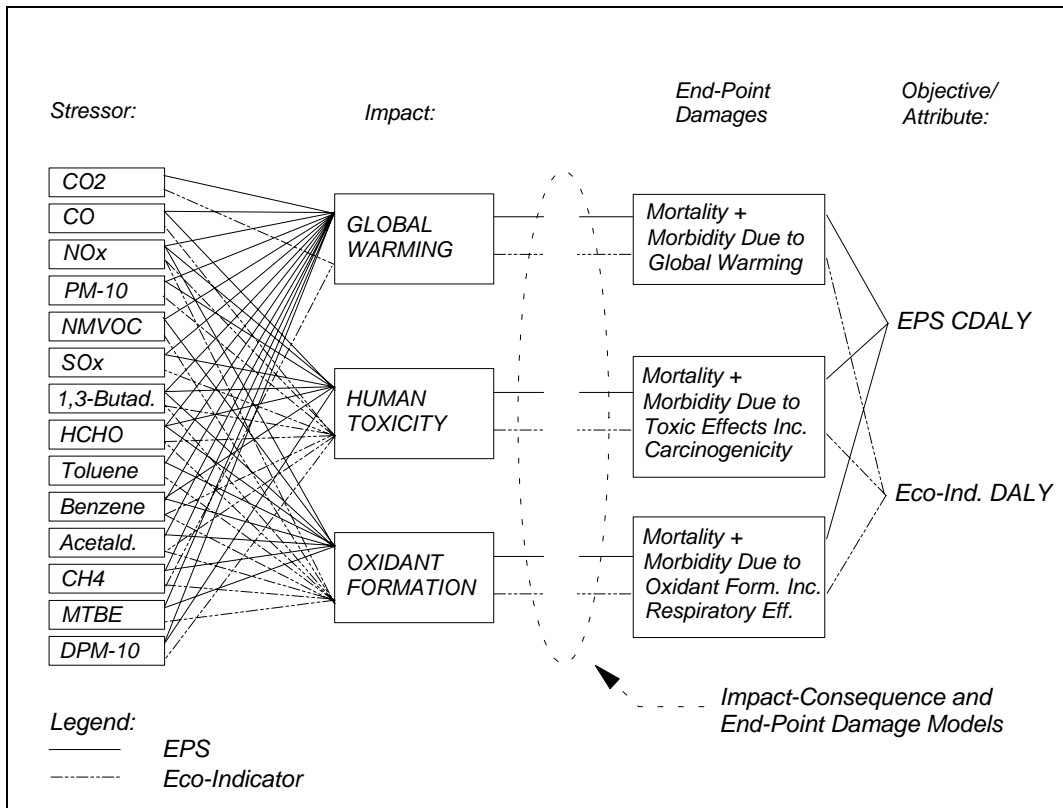 Stressor:
Impact:
End-Point
Damages
Objective/
Attribute:
CO2
CO
NOx
PM-10
NMVOC
SOx
1,3-Butad.
HCHO
Toluene
Benzene
Acetald.
CH4
MTBE
DPM-10
GLOBAL
WARMING
HUMAN
TOXICITY
OXIDANT
FORMATION
Mortality +
Morbidity Due to
Global Warming
Mortality +
Morbidity Due to
Toxic Effects Inc.
Carcinogenicity
Mortality +
Morbidity Due to
Oxidant Form. Inc.
Respiratory Eff.
EPS CDALY
Eco-Ind. DALY
Impact-Consequence and
End-Point Damage Models
Legend:
EPS
Eco-Indicator